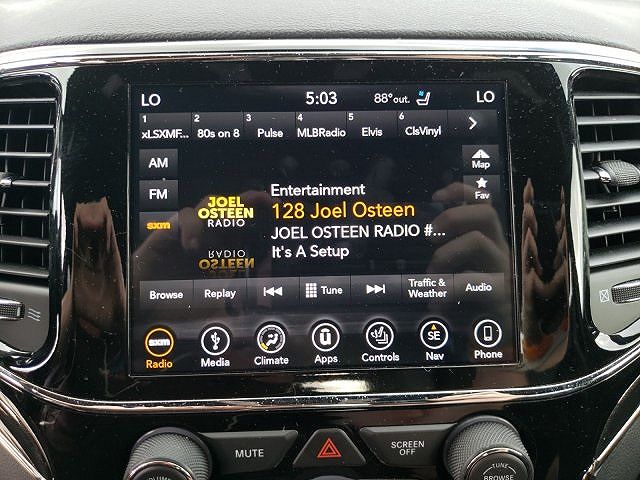 LO 5:03 88°out. LO
1 2 3 4 5 6
xLSXMF... 80s on 8 Pulse MLBRadio Elvis ClsVinyl
AM
Map
FM
Fav
sxm
JOEL
OSTEEN
RADIO
Entertainment
128 Joel Osteen
JOEL OSTEEN RADIO #...
It's A Setup
Browse Replay Tune Traffic & Weather Audio
sxm U SE
Radio Media Climate Apps Controls Nav Phone
MUTE SCREEN OFF
VOLUME TUNE
BROWSE